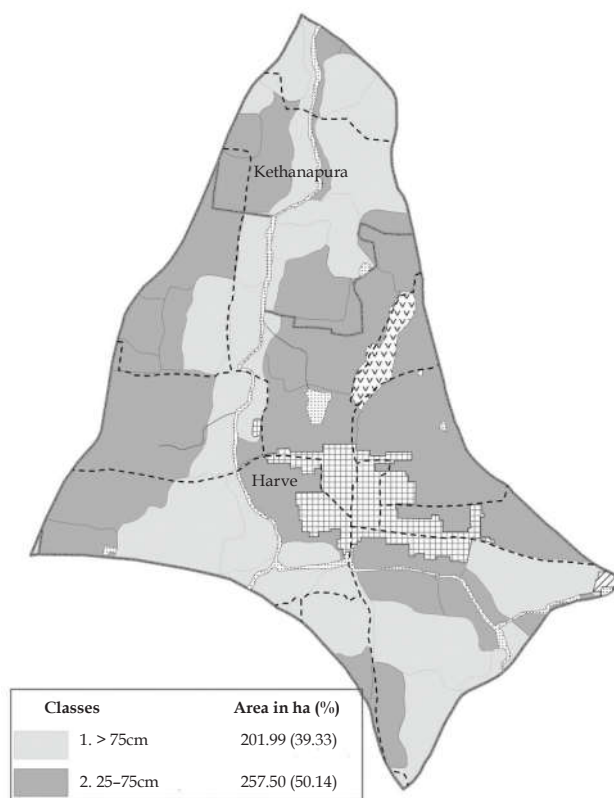 Kethanapura
Harve
Classes Area in ha (%)
1. > 75cm 201.99 (39.33)
2. 25–75cm 257.50 (50.14)